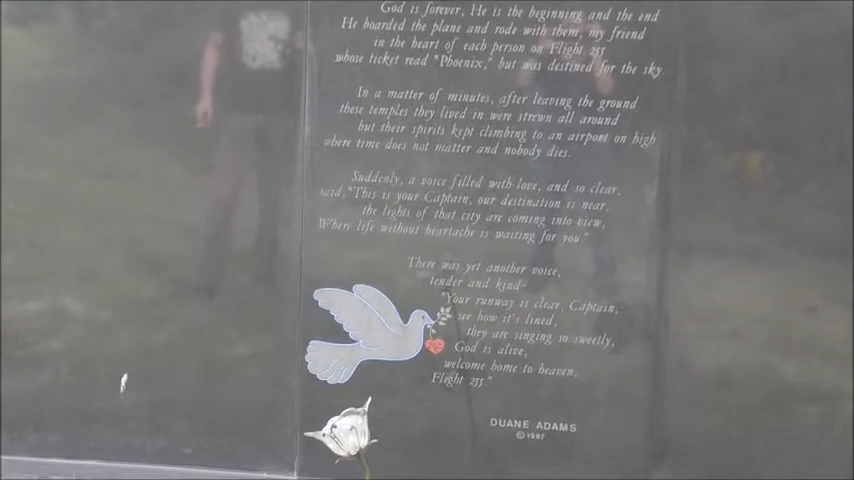 God is forever, He is the beginning and the end
He boarded the plane and rode with them, my friend
in the heart of each person on Flight 255
whose ticket read "Phoenix," but was destined for the sky.
In a matter of minutes, after leaving the ground
these temples they lived in were strewn all around
but their spirits kept climbing to an airport on high
where time does not matter and nobody dies.
Suddenly, a voice filled with love, and so clear,
said, "This is your Captain, our destination is near,
the lights of that city are coming into view,
Where life without heartache is waiting for you"
There was yet another voice,
tender and kind-
"Your runway is clear, Captain,
see how it's lined,
they are singing so sweetly,
God is alive,
welcome home to heaven,
Flight 255."
DUANE ADAMS
©1987